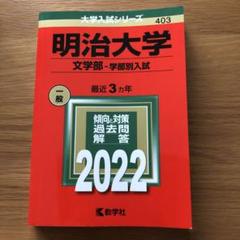 大学入試シリーズ
403
明治大学
文学部-学部別入試
一般
最近3ヵ年
傾向と対策
過去問
解答
2022
教学社